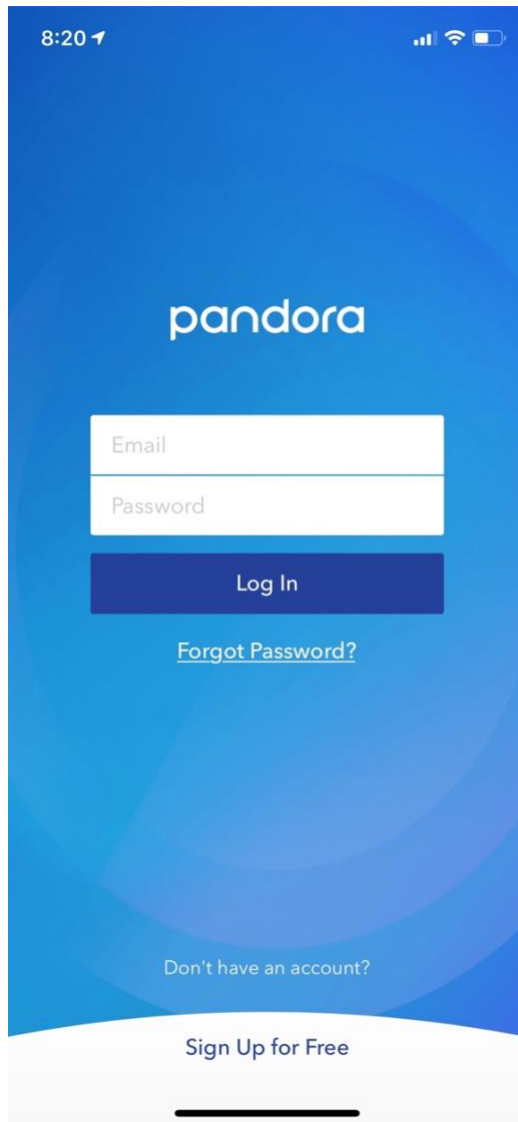 8:20
pandora
Email
Password
Log In
Forgot Password?
Don't have an account?
Sign Up for Free